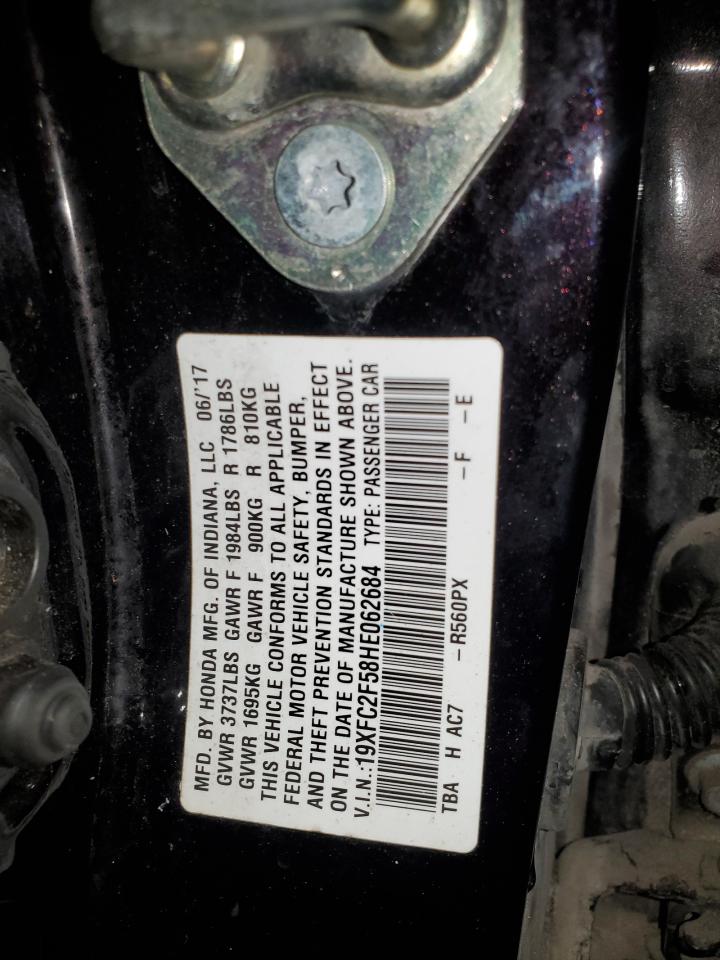 MFD. BY HONDA MFG. OF INDIANA, LLC 06/'17
GVWR 3737LBS GAWR F 1984LBS R 1786LBS
GVWR 1695KG GAWR F 900KG R 810KG
THIS VEHICLE CONFORMS TO ALL APPLICABLE
FEDERAL MOTOR VEHICLE SAFETY, BUMPER,
AND THEFT PREVENTION STANDARDS IN EFFECT
ON THE DATE OF MANUFACTURE SHOWN ABOVE.
V.I.N.:19XFC2F58HE062684 TYPE: PASSENGER CAR
TBA H AC7 –R560PX –F –E